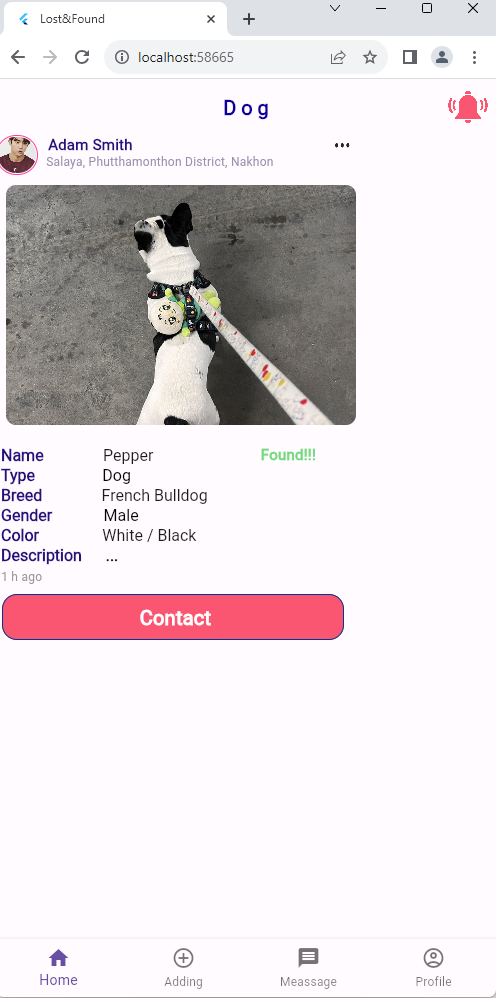 Lost&Found
localhost:58665
Dog
Adam Smith
Salaya, Phutthamonthon District, Nakhon
Name Pepper Found!!!
Type Dog
Breed French Bulldog
Gender Male
Color White / Black
Description ...
1 h ago
Contact
Home Adding Meassage Profile